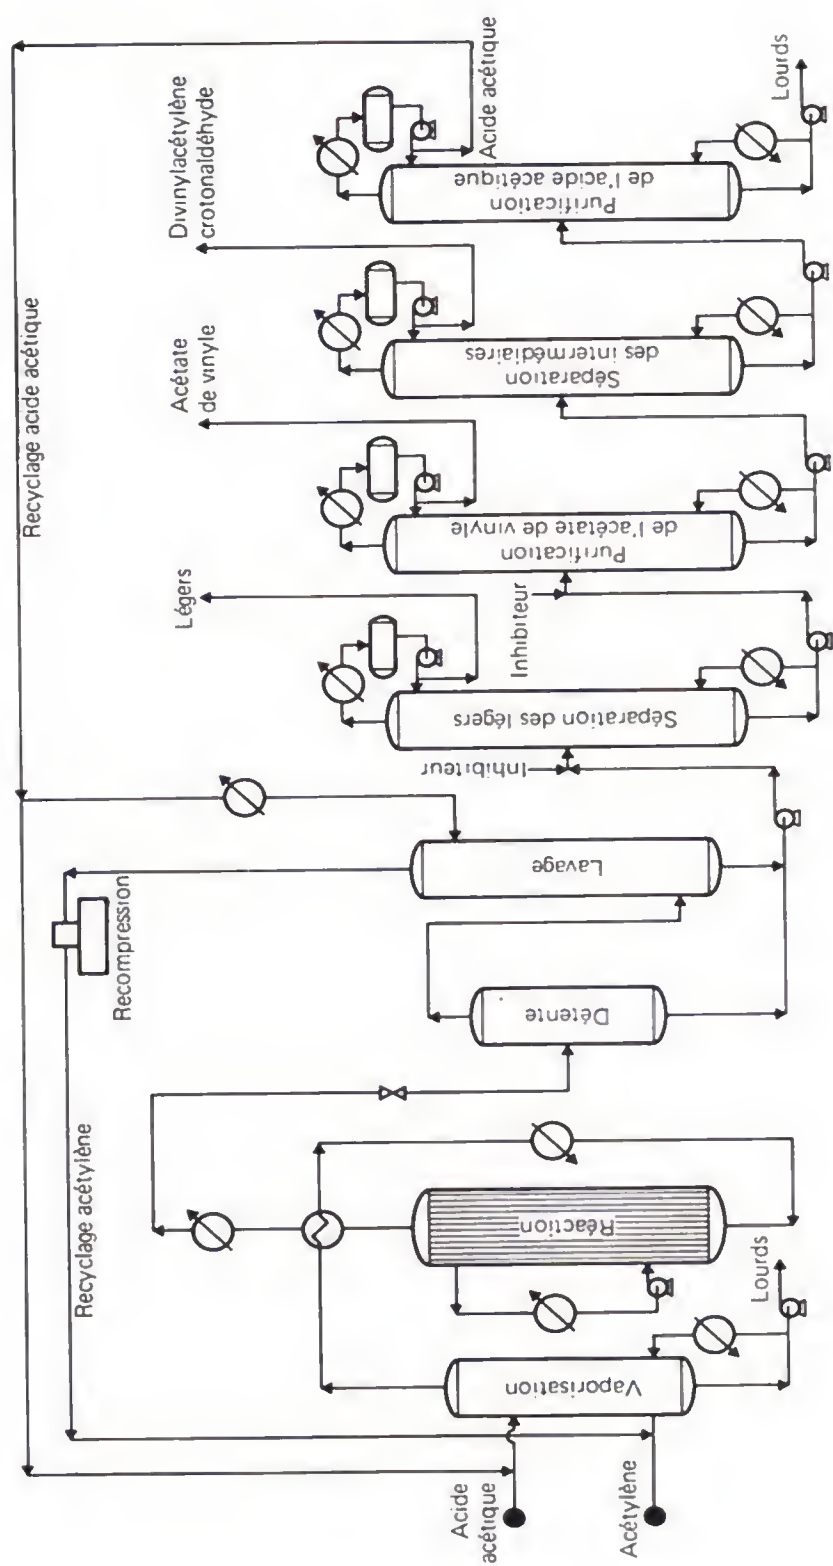 Recyclage acide acétique
Recyclage acétylène
Recompression
Légers
Acétate
de vinyle
Divinylacétylène
crotonaldéhyde
Acide acétique
Acide
acétique
Acétylène
Vaporisation
Lourds
Réaction
Détente
Lavage
Inhibiteur
Séparation des légers
Inhibiteur
Purification
de l'acétate de vinyle
Séparation
des intermédiaires
Purification
de l'acide acétique
Lourds